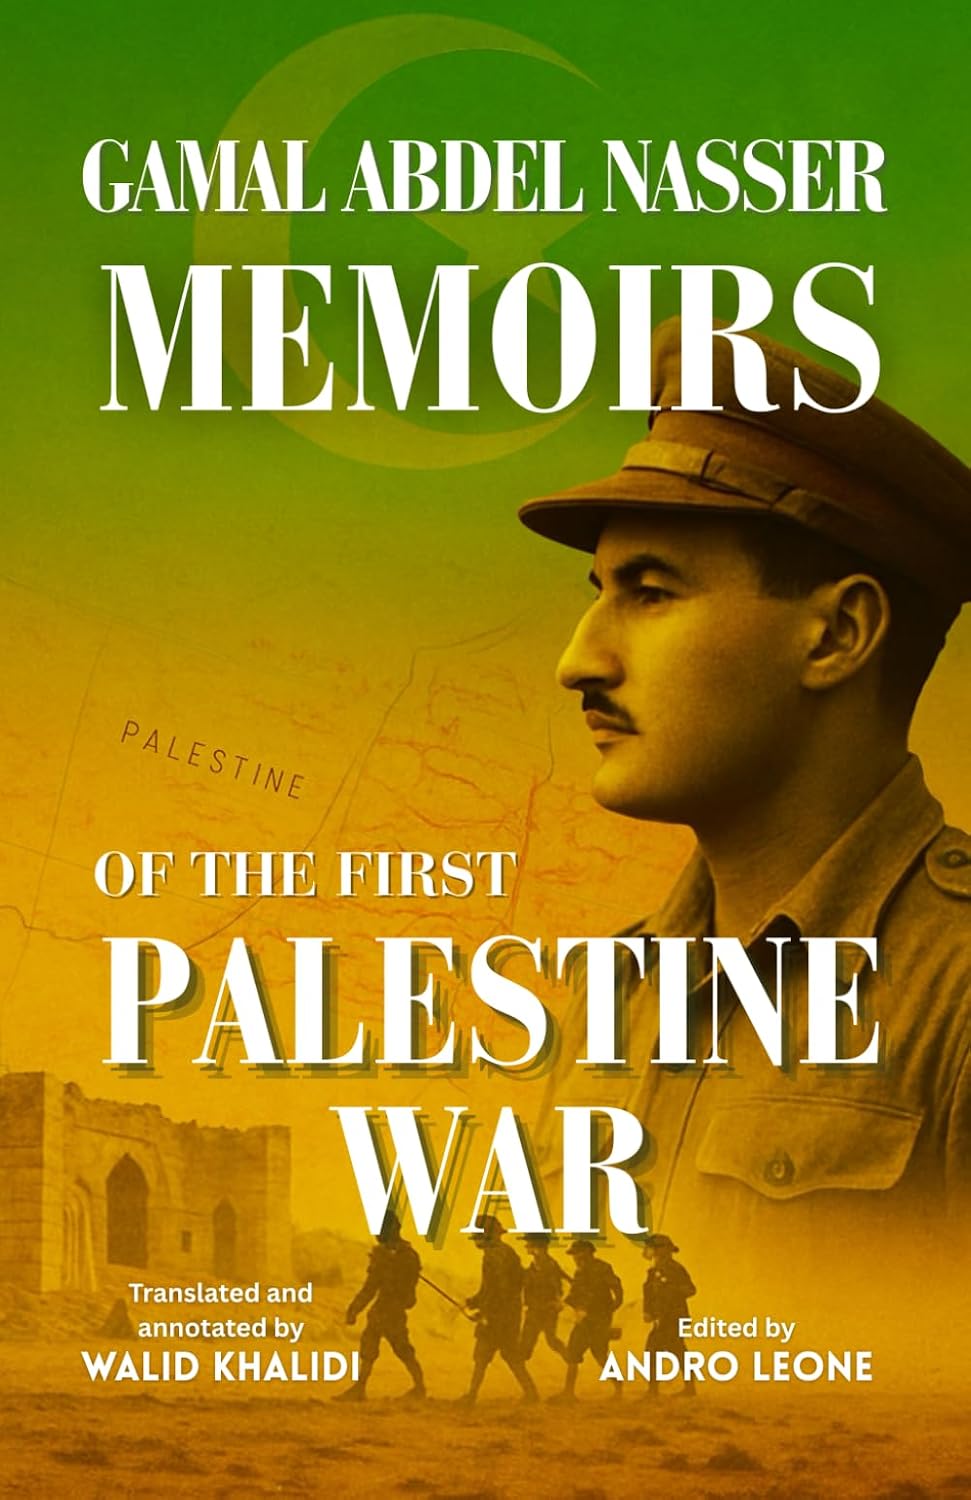 GAMAL ABDEL NASSER
MEMOIRS
PALESTINE
OF THE FIRST
PALESTINE
WAR
Translated and
annotated by
WALID KHALIDI
Edited by
ANDRO LEONE